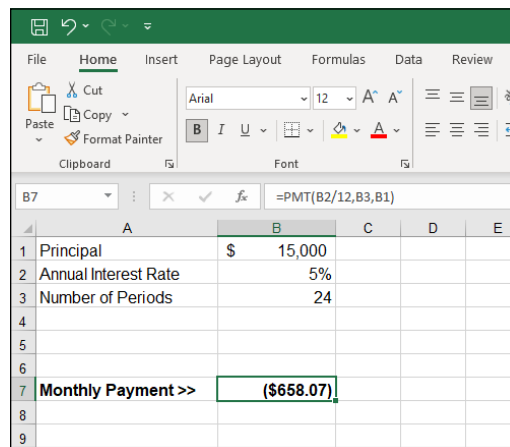 File Home Insert Page Layout Formulas Data Review
Paste
Cut
Copy
Format Painter
Clipboard
Arial 12 A A
B I U A
Font
B7 fx =PMT(B2/12,B3,B1)
A B C D E
1 Principal $ 15,000
2 Annual Interest Rate 5%
3 Number of Periods 24
4
5
6
7 Monthly Payment >> ($658.07)
8
9